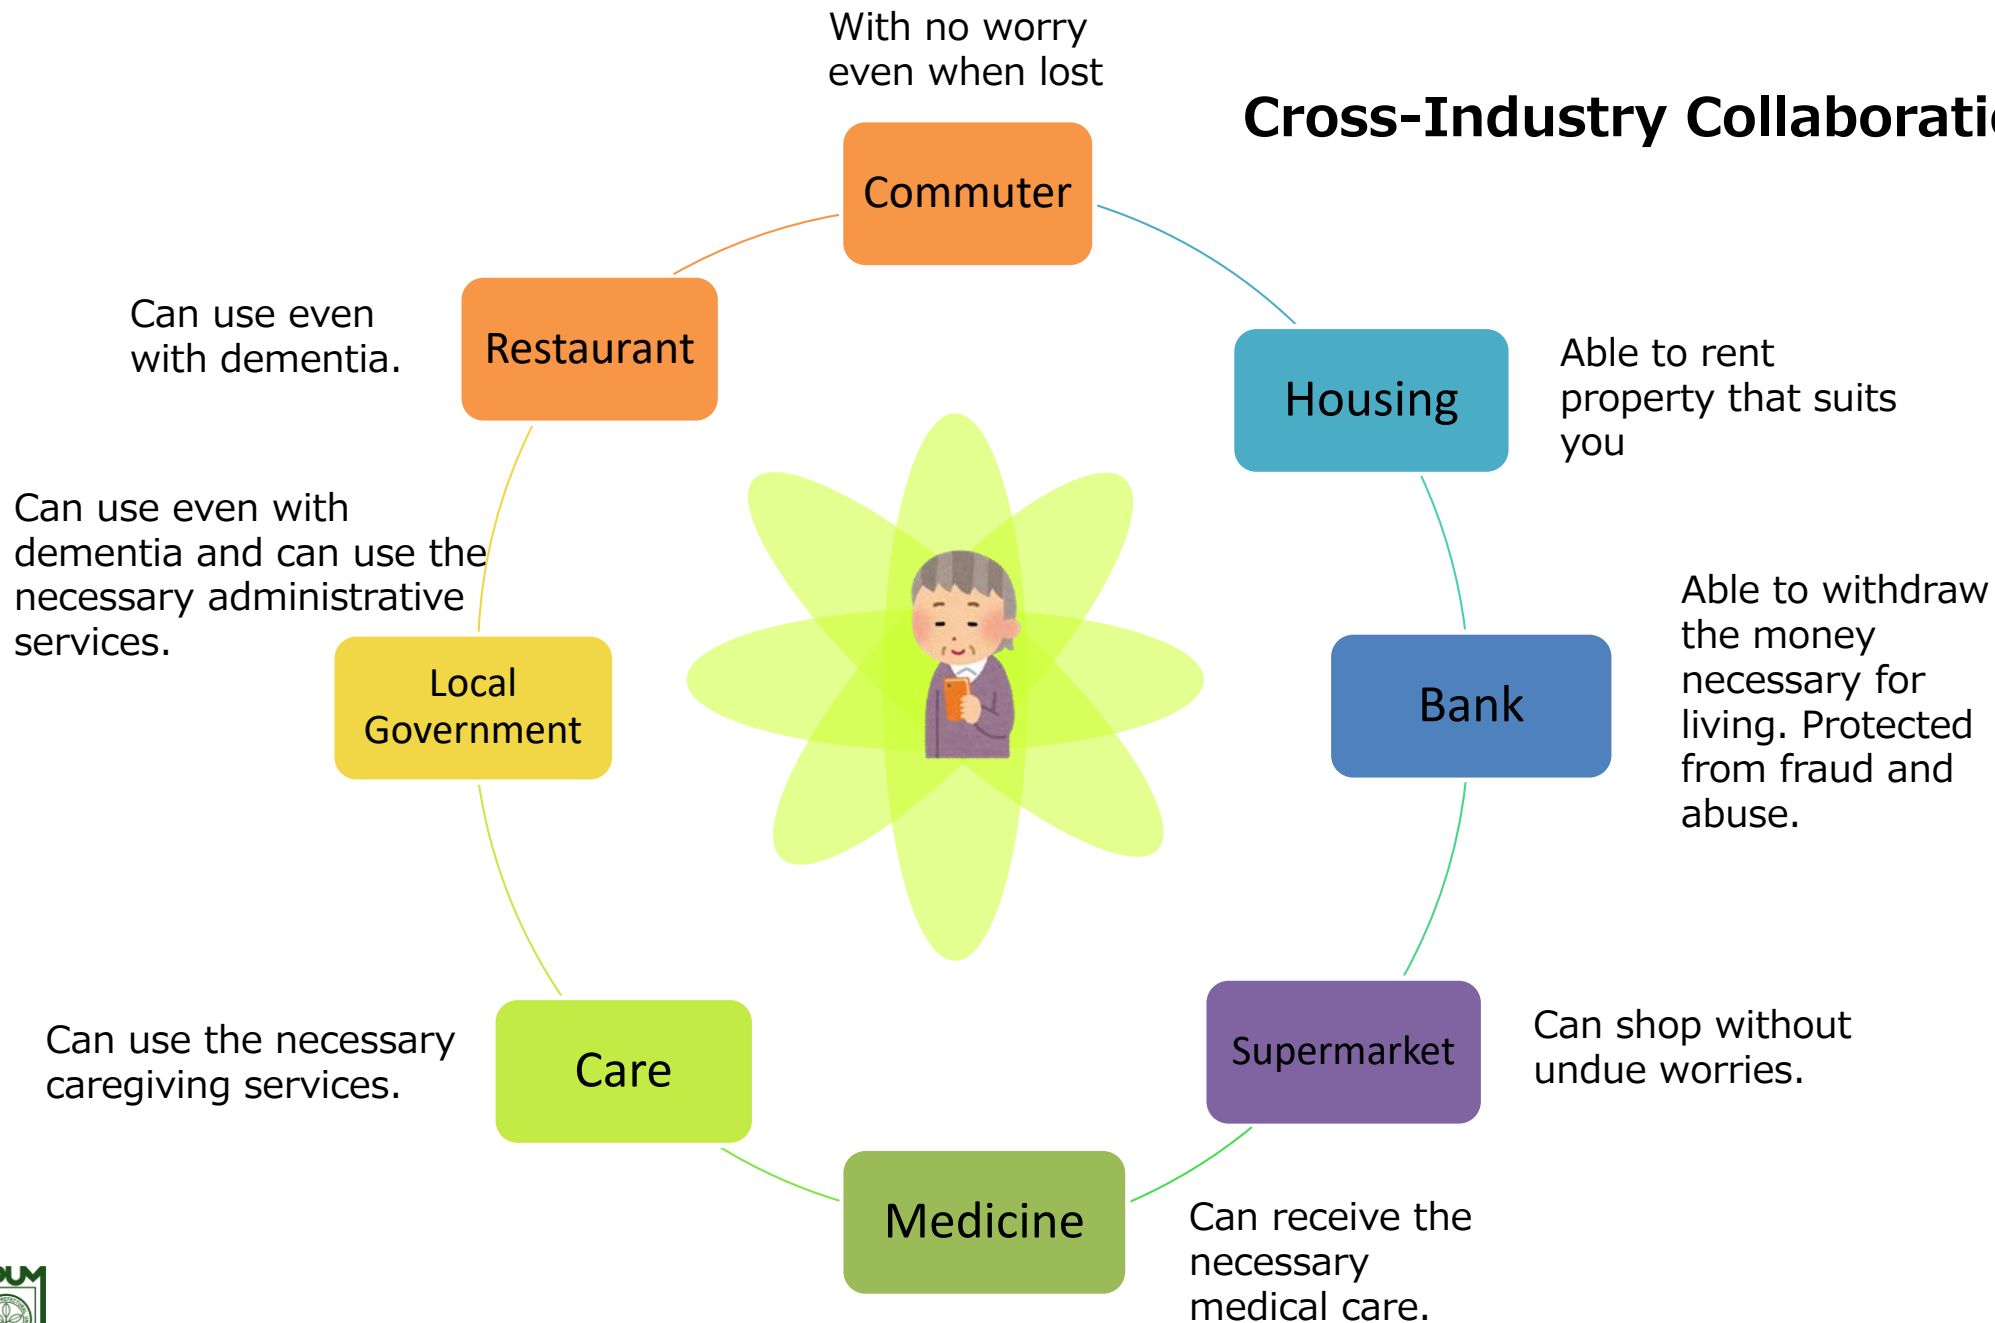 With no worry
even when lost
Cross-Industry Collaborati
Commuter
Can use even
with dementia.
Restaurant
Housing
Able to rent
property that suits
you
Can use even with
dementia and can use the
necessary administrative
services.
Local
Government
Bank
Able to withdraw
the money
necessary for
living. Protected
from fraud and
abuse.
Can use the necessary
caregiving services.
Care
Supermarket
Can shop without
undue worries.
Medicine
Can receive the
necessary
medical care.